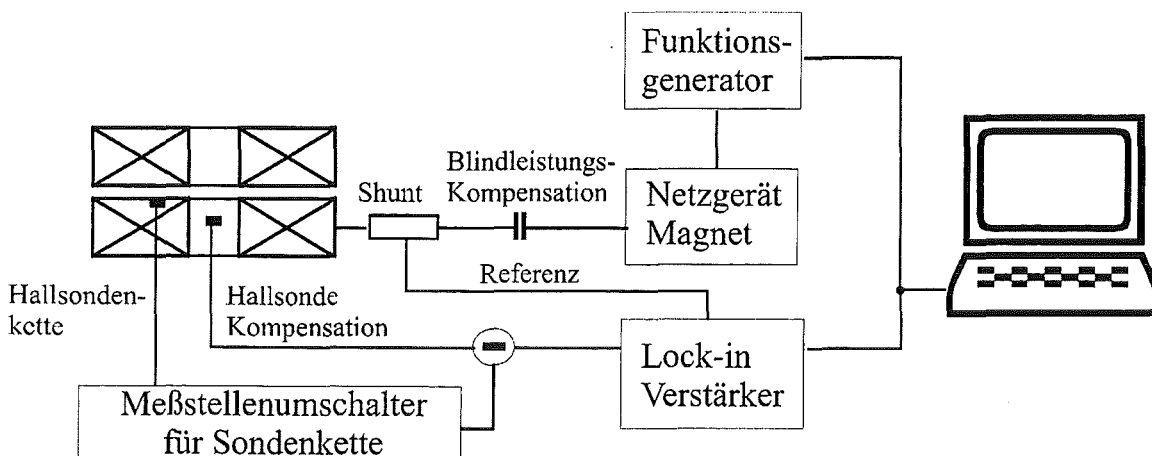 Funktions-
generator
Blindleistungs-
Kompensation
Shunt
Netzgerät
Magnet
Referenz
Hallsonden-
kette
Hallsonde
Kompensation
Lock-in
Verstärker
Meßstellenumschalter
für Sondenkette